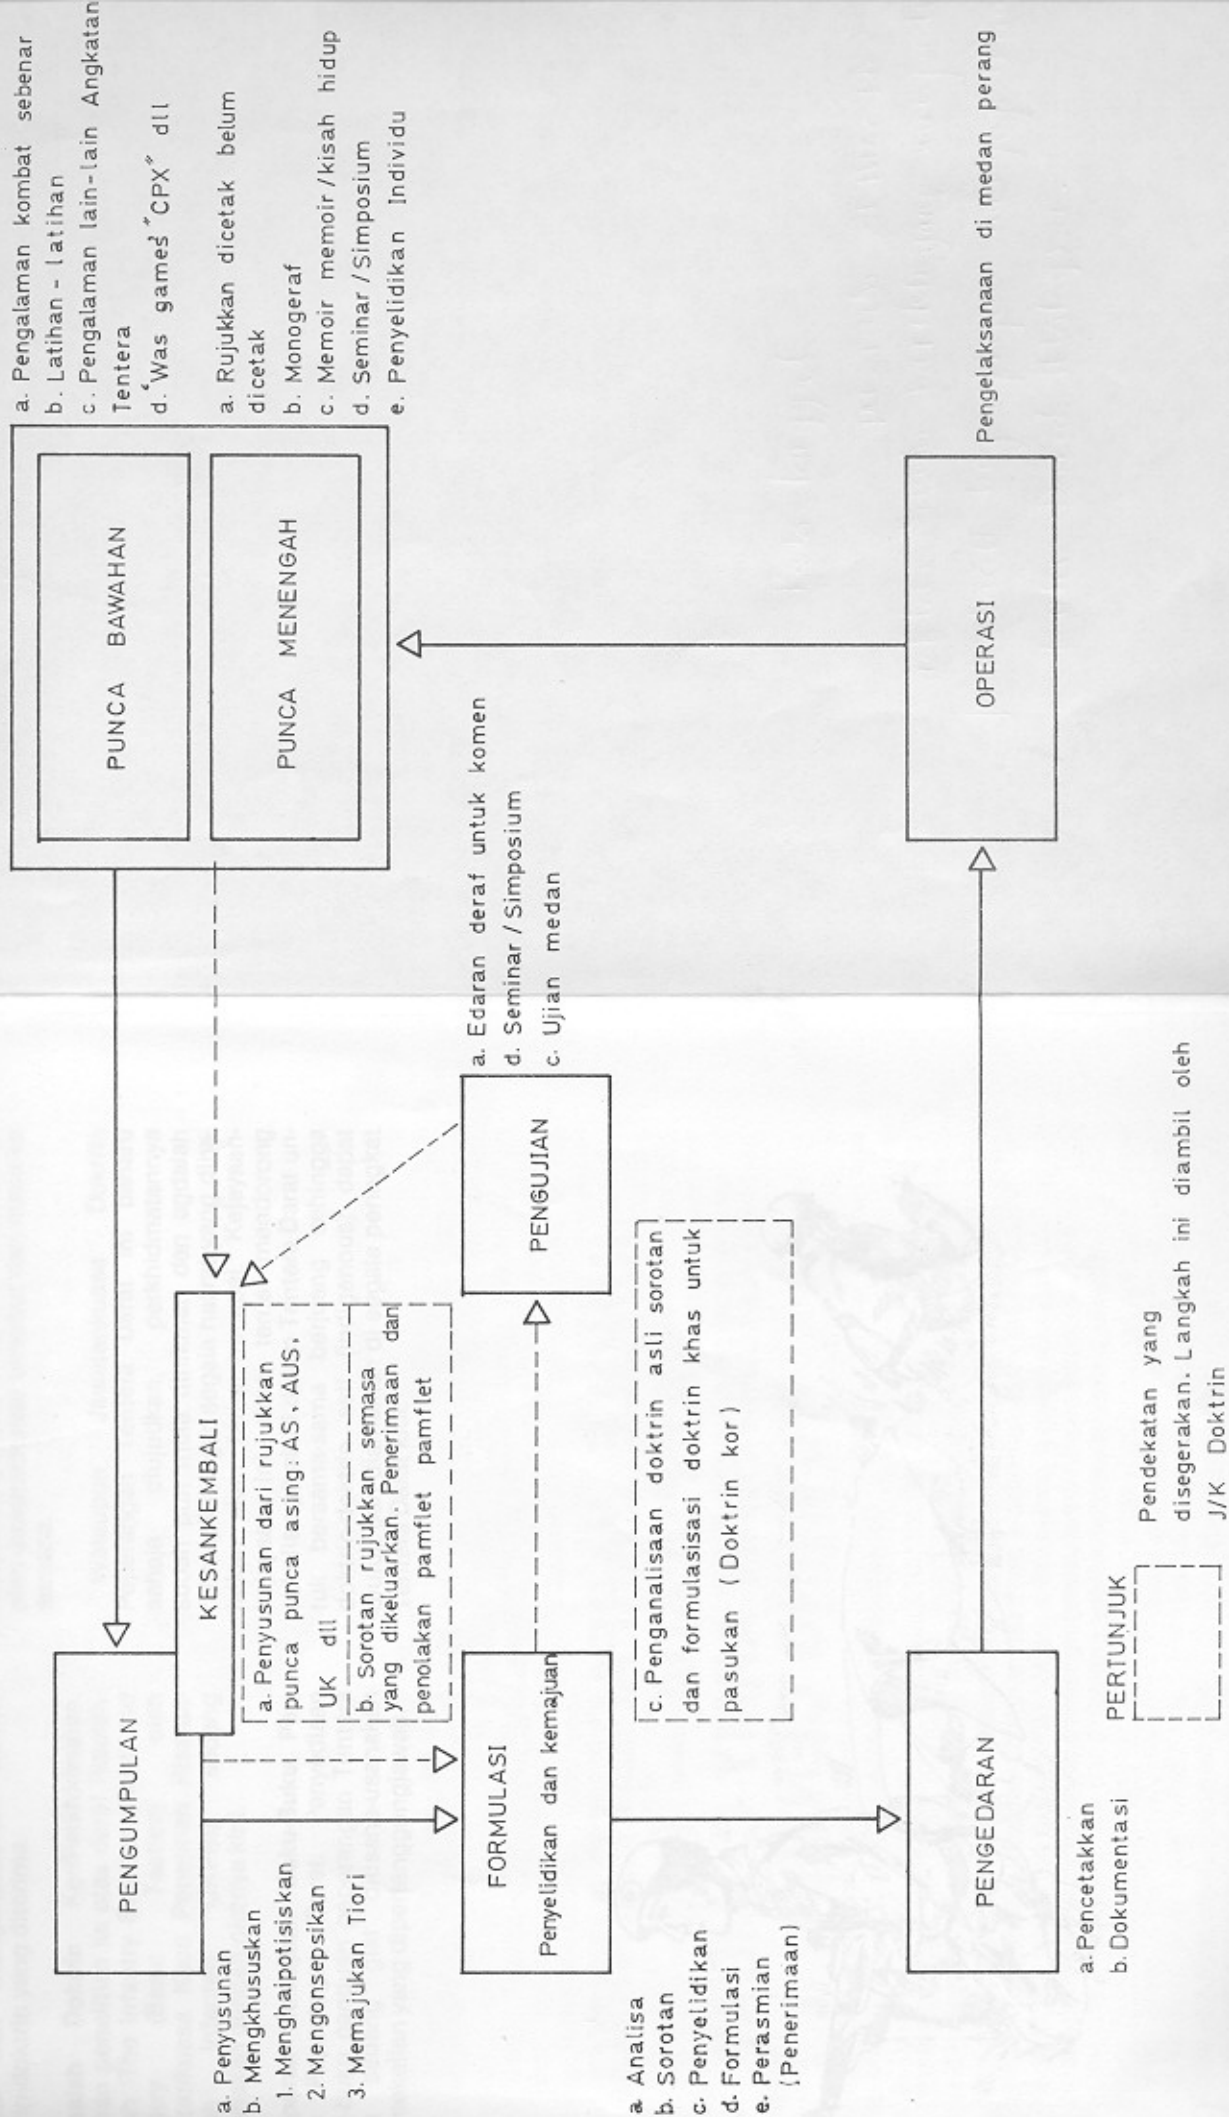 PENGUMPULAN
a. Penyusunan
b. Mengkhususkan
1. Menghaipotisiskan
2. Mengonsepsikan
3. Memajukan Tiori
KESANKEMBALI
a. Penyusunan dari rujukkan
punca punca asing: AS, AUS,
UK dll
b. Sorotan rujukkan semasa
yang dikeluarkan. Penerimaan dan
penolakan pamflet pamflet
PUNCA BAWAHAN
a. Pengalaman kombat sebenar
b. Latihan - latihan
c. Pengalaman lain-lain Angkatan
Tentera
d. "Was games" "CPX" dll
PUNCA MENENGAH
a. Rujukkan dicetak belum
dicetak
b. Monogeraf
c. Memoir memoir/kisah hidup
d. Seminar / Simposium
e. Penyelidikan Individu
FORMULASI
Penyelidikan dan kemajuan
a. Analisa
b. Sorotan
c. Penyelidikan
d. Formulasi
e. Perasmian
(Penerimaan)
PENGUJIAN
a. Edaran deraf untuk komen
d. Seminar / Simposium
c. Ujian medan
c. Penganalisaan doktrin asli sorotan
dan formulasisasi doktrin khas untuk
pasukan (Doktrin kor)
PENGEDARAN
a. Pencetakkan
b. Dokumentasi
OPERASI
Pengelaksanaan di medan perang
PERTUNJUK
Pendekatan yang
disegerakan. Langkah ini diambil oleh
J/K Doktrin